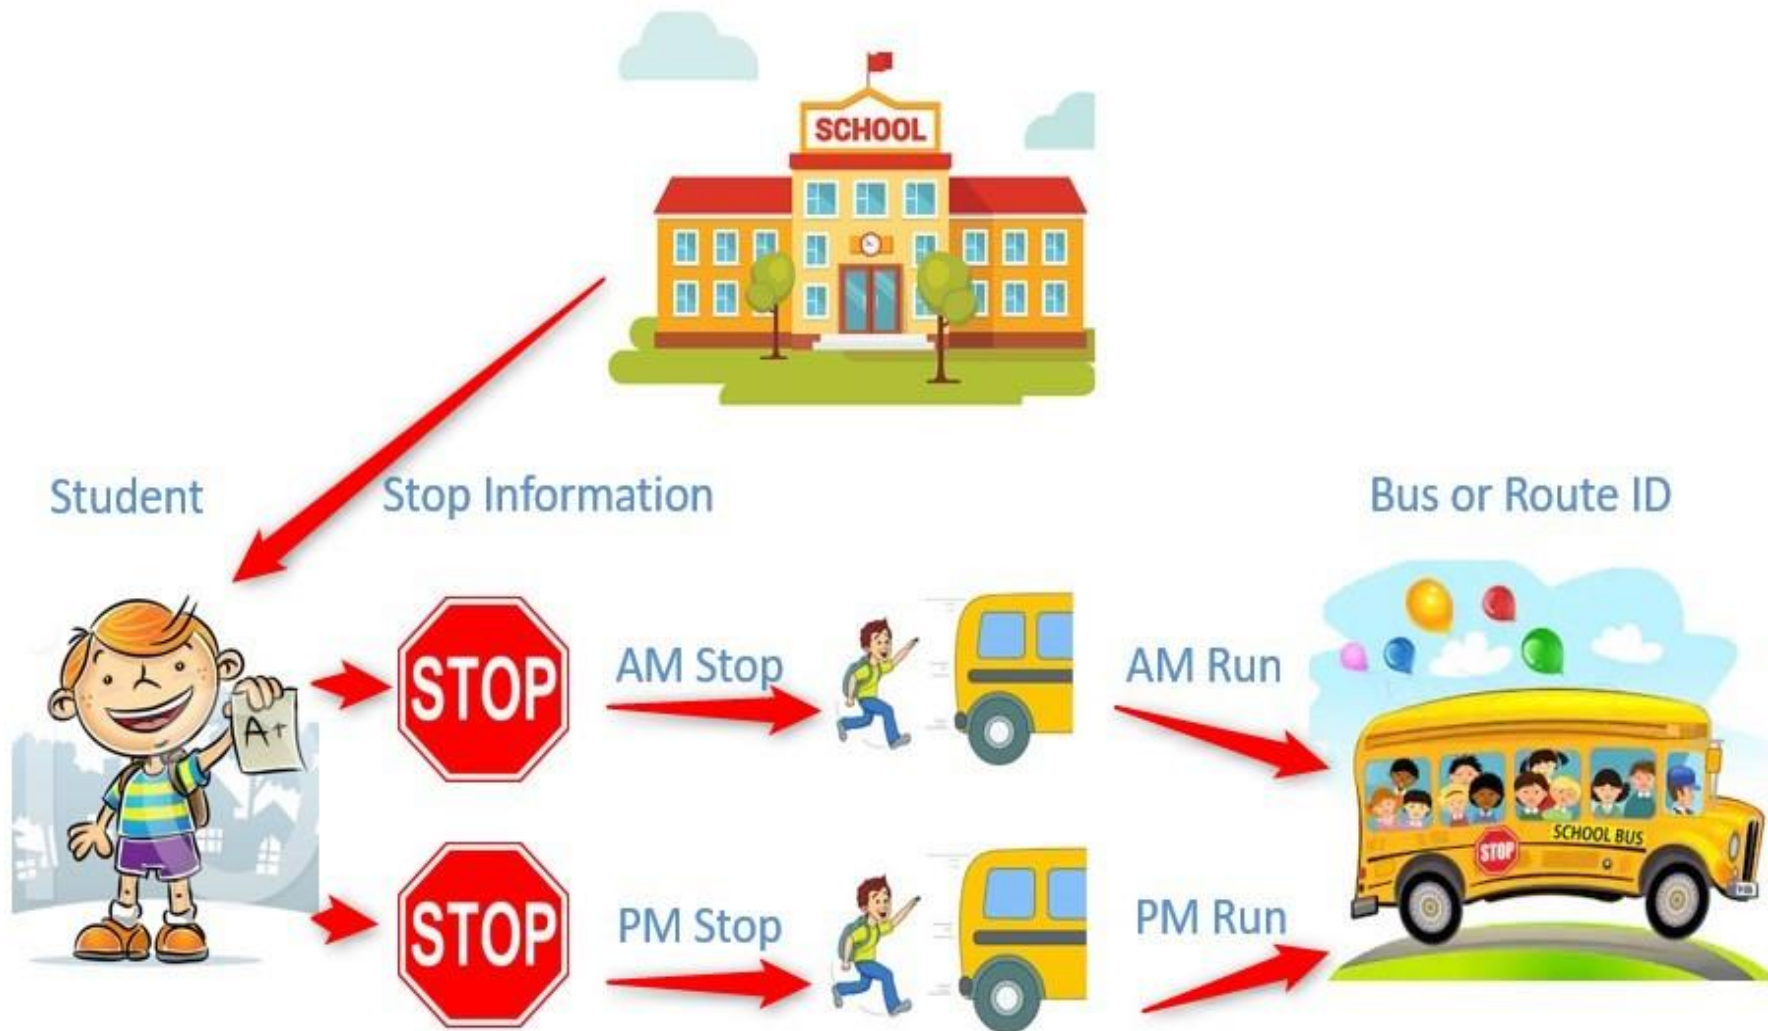 SCHOOL
Student
Stop Information
Bus or Route ID
A+
STOP
AM Stop
AM Run
STOP
SCHOOL BUS
STOP
PM Stop
PM Run